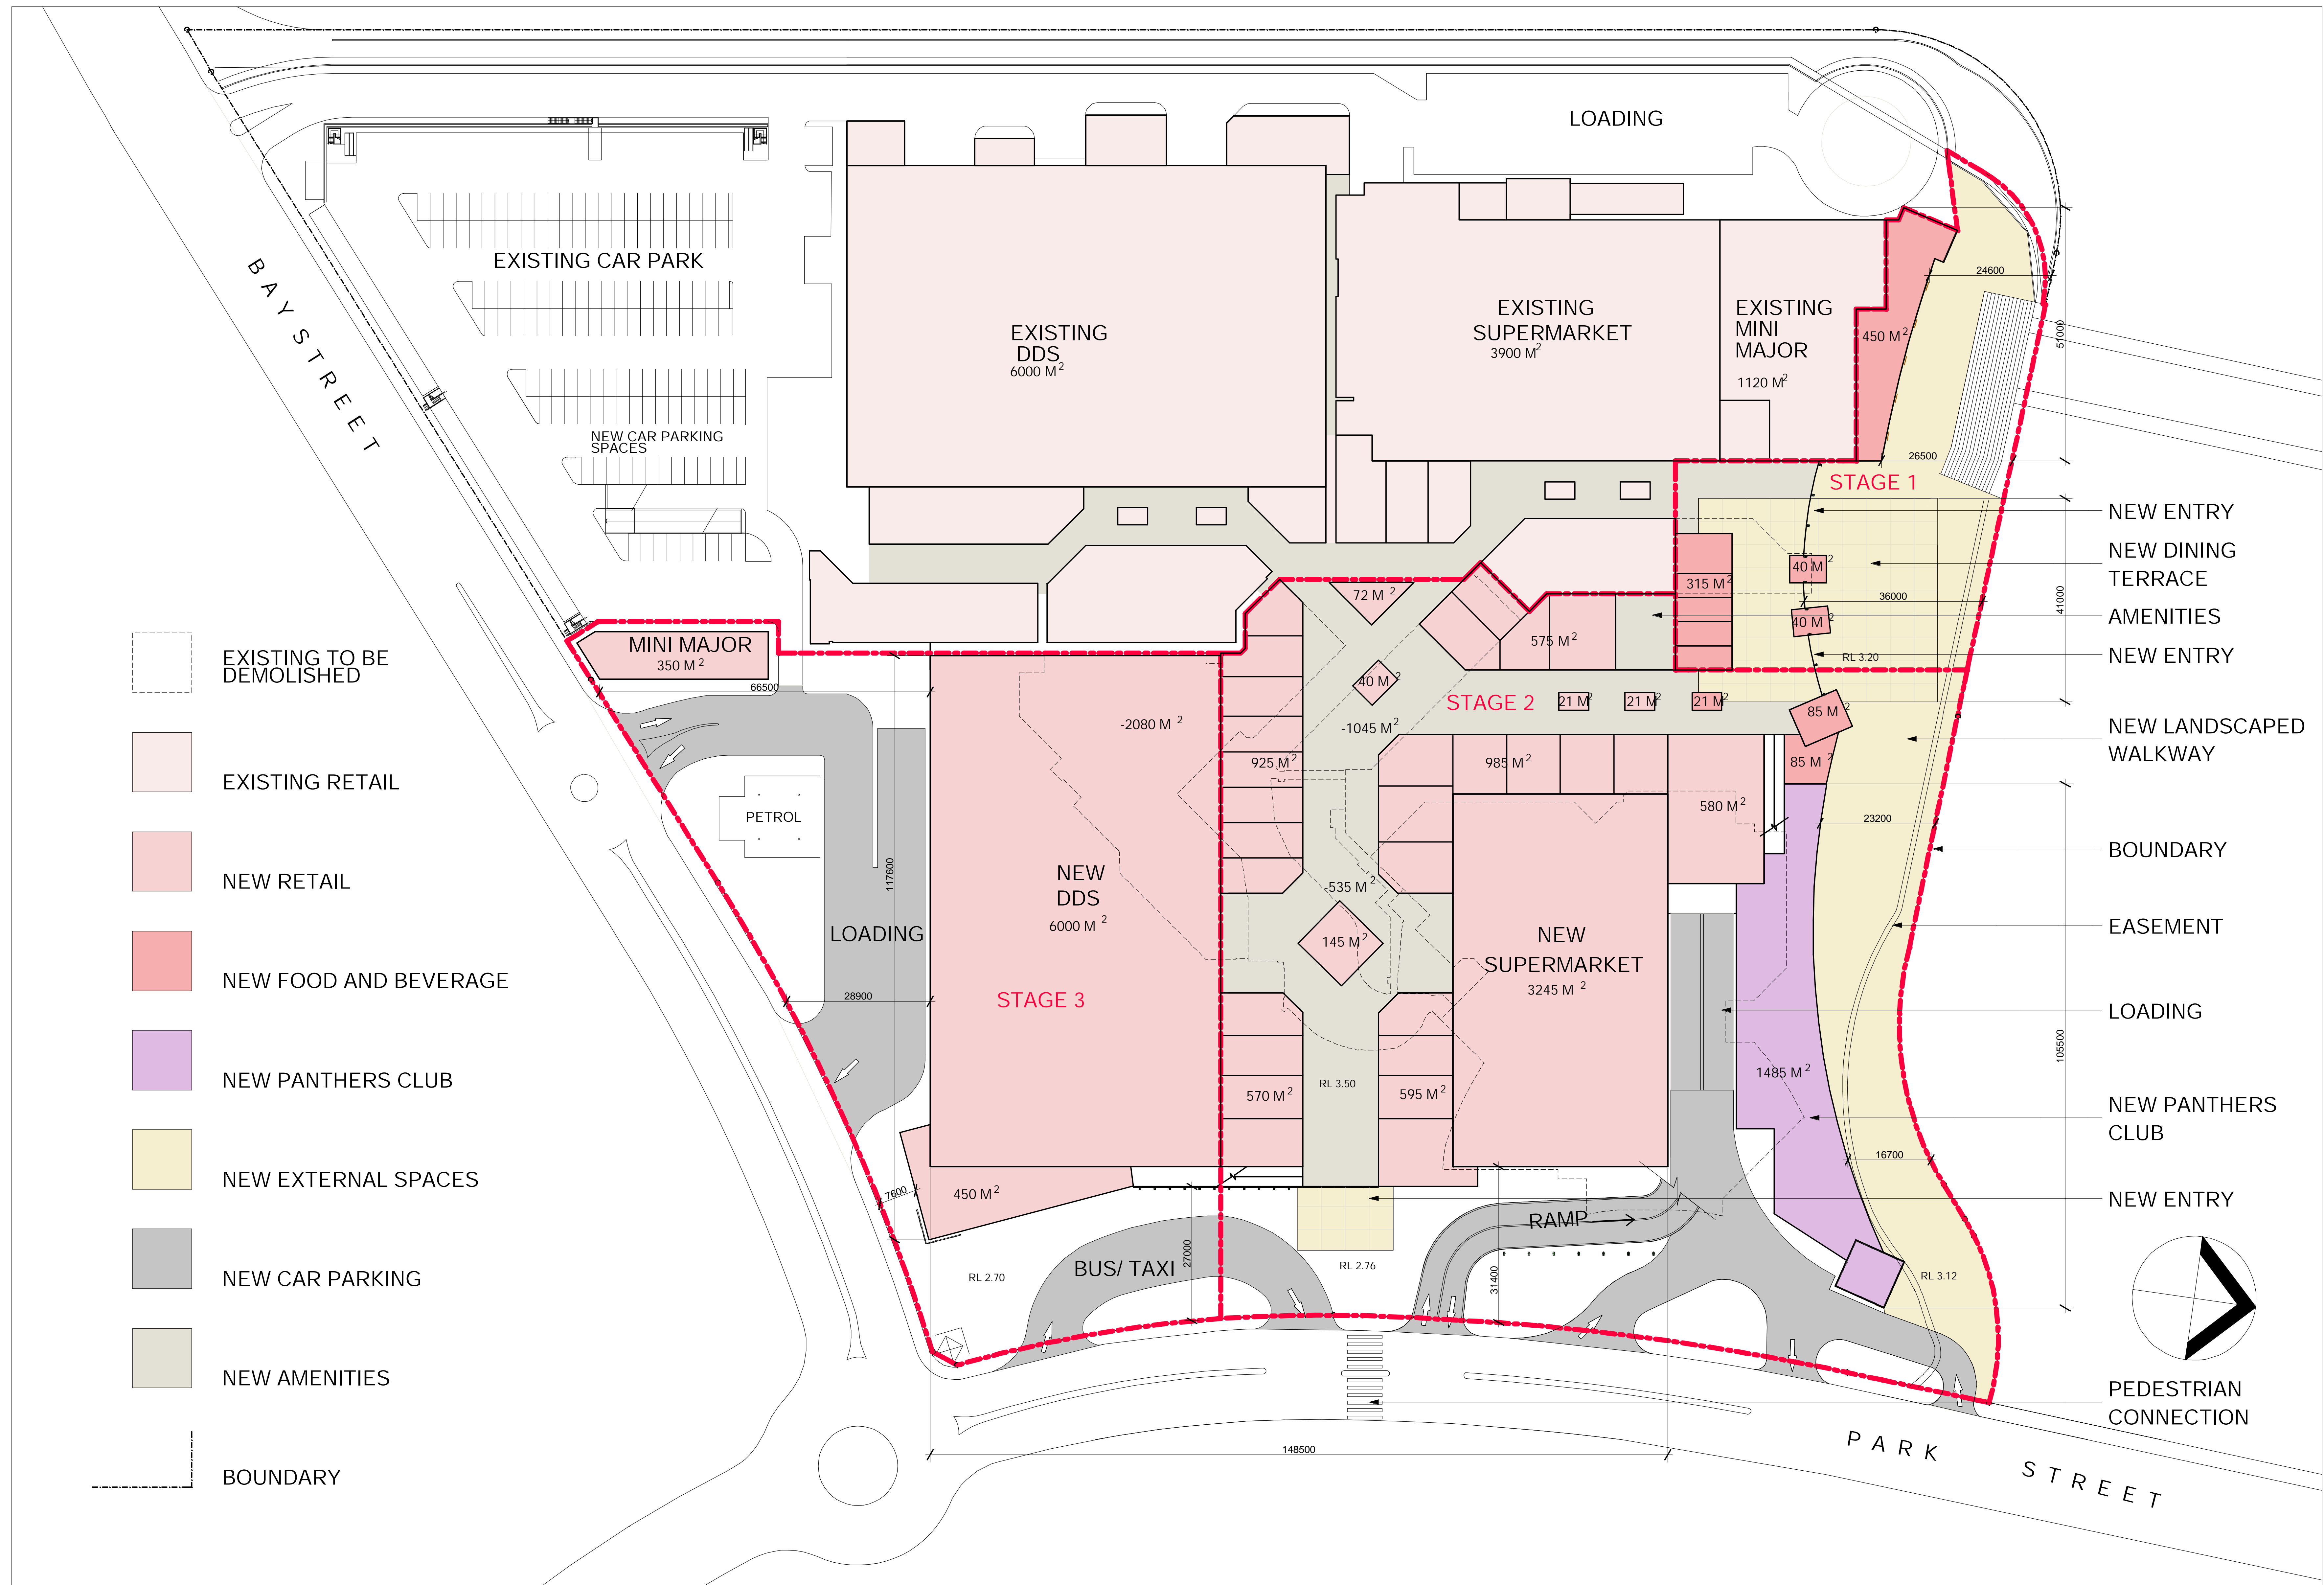 LOADING
BAY STREET
EXISTING CAR PARK
NEW CAR PARKING
SPACES
EXISTING
DDS
6000 M2
EXISTING
SUPERMARKET
3900 M2
EXISTING
MINI
MAJOR
1120 M2
450 M2
24600
51000
26500
STAGE 1
NEW ENTRY
NEW DINING
TERRACE
AMENITIES
NEW ENTRY
NEW LANDSCAPED
WALKWAY
BOUNDARY
EASEMENT
LOADING
NEW PANTHERS
CLUB
NEW ENTRY
PEDESTRIAN
CONNECTION
40 M2
315 M2
36000
41000
40 M2
RL 3.20
72 M2
575 M2
MINI MAJOR
350 M2
66500
40 M2
STAGE 2
21 M2
21 M2
21 M2
85 M2
-2080 M2
-1045 M2
925 M2
985 M2
85 M2
580 M2
23200
PETROL
117600
NEW
DDS
6000 M2
-535 M2
LOADING
145 M2
NEW
SUPERMARKET
3245 M2
STAGE 3
28900
105500
1485 M2
570 M2
RL 3.50
595 M2
16700
7600
450 M2
RAMP
27000
BUS/ TAXI
RL 2.70
RL 2.76
31400
RL 3.12
148500
PARK STREET
EXISTING TO BE
DEMOLISHED
EXISTING RETAIL
NEW RETAIL
NEW FOOD AND BEVERAGE
NEW PANTHERS CLUB
NEW EXTERNAL SPACES
NEW CAR PARKING
NEW AMENITIES
BOUNDARY